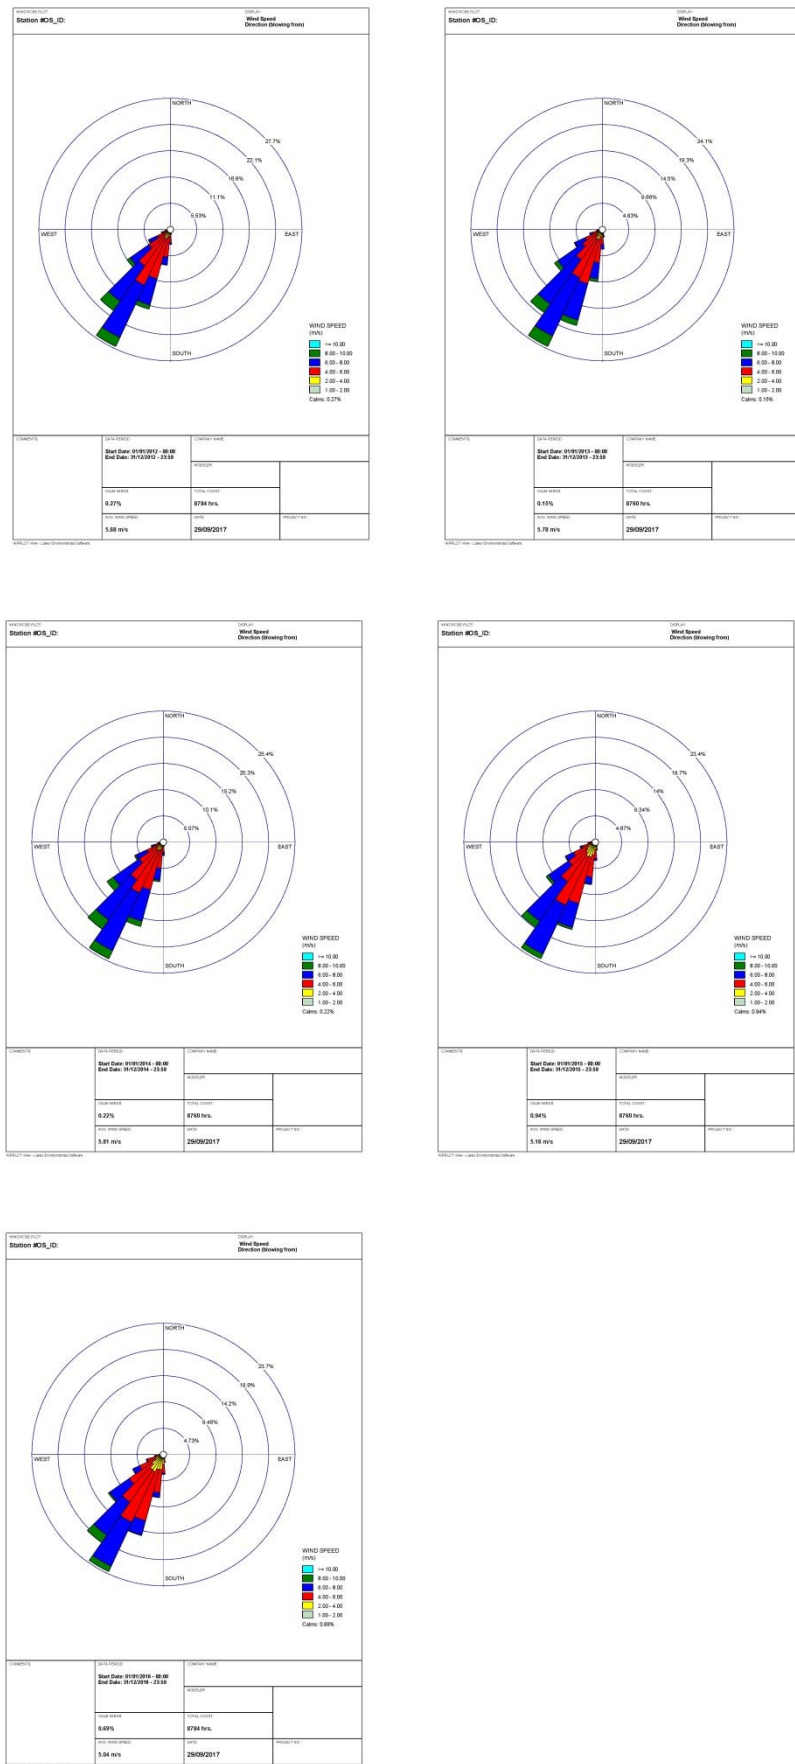 WINDROSE PLOT:
Station #OS_ID:
DISPLAY:
Wind Speed
Direction (blowing from)
NORTH
27.7%
22.1%
16.6%
11.1%
5.53%
WEST
EAST
SOUTH
WIND SPEED
(m/s)
>= 10.00
8.00 - 10.00
6.00 - 8.00
4.00 - 6.00
2.00 - 4.00
1.00 - 2.00
Calms: 0.27%
COMMENTS:
DATA PERIOD:
Start Date: 01/01/2012 - 00:00
End Date: 31/12/2012 - 23:59
COMPANY NAME:
MODELER:
CALM WINDS:
0.27%
TOTAL COUNT:
8784 hrs.
AVG. WIND SPEED:
5.68 m/s
DATE:
29/09/2017
PROJECT NO.:
WRPLOT View - Lakes Environmental Software
WINDROSE PLOT:
Station #OS_ID:
DISPLAY:
Wind Speed
Direction (blowing from)
NORTH
24.1%
19.3%
14.5%
9.66%
4.83%
WEST
EAST
SOUTH
WIND SPEED
(m/s)
>= 10.00
8.00 - 10.00
6.00 - 8.00
4.00 - 6.00
2.00 - 4.00
1.00 - 2.00
Calms: 0.15%
COMMENTS:
DATA PERIOD:
Start Date: 01/01/2013 - 00:00
End Date: 31/12/2013 - 23:59
COMPANY NAME:
MODELER:
CALM WINDS:
0.15%
TOTAL COUNT:
8760 hrs.
AVG. WIND SPEED:
5.78 m/s
DATE:
29/09/2017
PROJECT NO.:
WRPLOT View - Lakes Environmental Software
WINDROSE PLOT:
Station #OS_ID:
DISPLAY:
Wind Speed
Direction (blowing from)
NORTH
25.4%
20.3%
15.2%
10.1%
5.07%
WEST
EAST
SOUTH
WIND SPEED
(m/s)
>= 10.00
8.00 - 10.00
6.00 - 8.00
4.00 - 6.00
2.00 - 4.00
1.00 - 2.00
Calms: 0.22%
COMMENTS:
DATA PERIOD:
Start Date: 01/01/2014 - 00:00
End Date: 31/12/2014 - 23:59
COMPANY NAME:
MODELER:
CALM WINDS:
0.22%
TOTAL COUNT:
8760 hrs.
AVG. WIND SPEED:
5.81 m/s
DATE:
29/09/2017
PROJECT NO.:
WRPLOT View - Lakes Environmental Software
WINDROSE PLOT:
Station #OS_ID:
DISPLAY:
Wind Speed
Direction (blowing from)
NORTH
23.4%
18.7%
14%
9.34%
4.67%
WEST
EAST
SOUTH
WIND SPEED
(m/s)
>= 10.00
8.00 - 10.00
6.00 - 8.00
4.00 - 6.00
2.00 - 4.00
1.00 - 2.00
Calms: 0.94%
COMMENTS:
DATA PERIOD:
Start Date: 01/01/2015 - 00:00
End Date: 31/12/2015 - 23:59
COMPANY NAME:
MODELER:
CALM WINDS:
0.94%
TOTAL COUNT:
8760 hrs.
AVG. WIND SPEED:
5.16 m/s
DATE:
29/09/2017
PROJECT NO.:
WRPLOT View - Lakes Environmental Software
WINDROSE PLOT:
Station #OS_ID:
DISPLAY:
Wind Speed
Direction (blowing from)
NORTH
23.7%
18.9%
14.2%
9.46%
4.73%
WEST
EAST
SOUTH
WIND SPEED
(m/s)
>= 10.00
8.00 - 10.00
6.00 - 8.00
4.00 - 6.00
2.00 - 4.00
1.00 - 2.00
Calms: 0.69%
COMMENTS:
DATA PERIOD:
Start Date: 01/01/2016 - 00:00
End Date: 31/12/2016 - 23:59
COMPANY NAME:
MODELER:
CALM WINDS:
0.69%
TOTAL COUNT:
8784 hrs.
AVG. WIND SPEED:
5.04 m/s
DATE:
29/09/2017
PROJECT NO.: